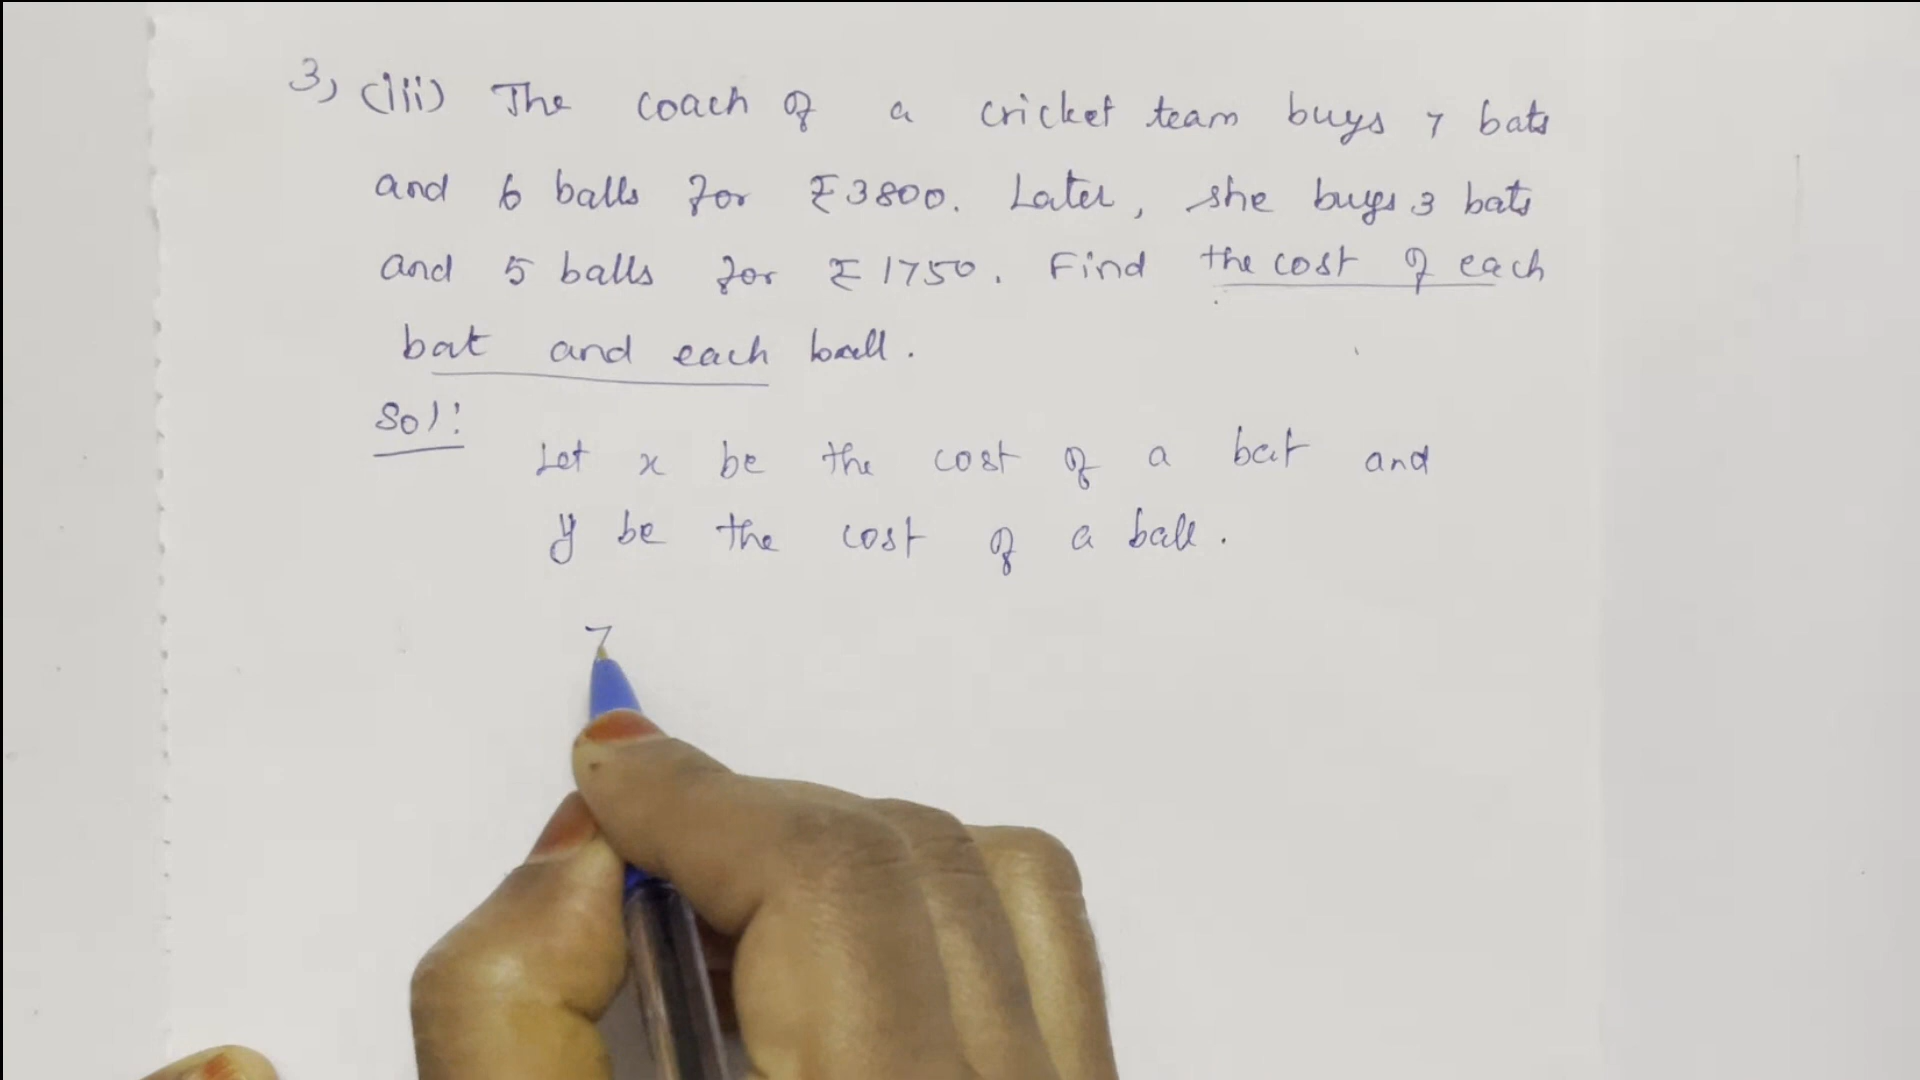 3) (iii) The coach of a cricket team buys 7 bats
and 6 balls for ₹3800. Later, she buys 3 bats
and 5 balls for ₹1750. Find the cost of each
bat and each ball.
Sol:
Let x be the cost of a bat and
y be the cost of a ball.
7